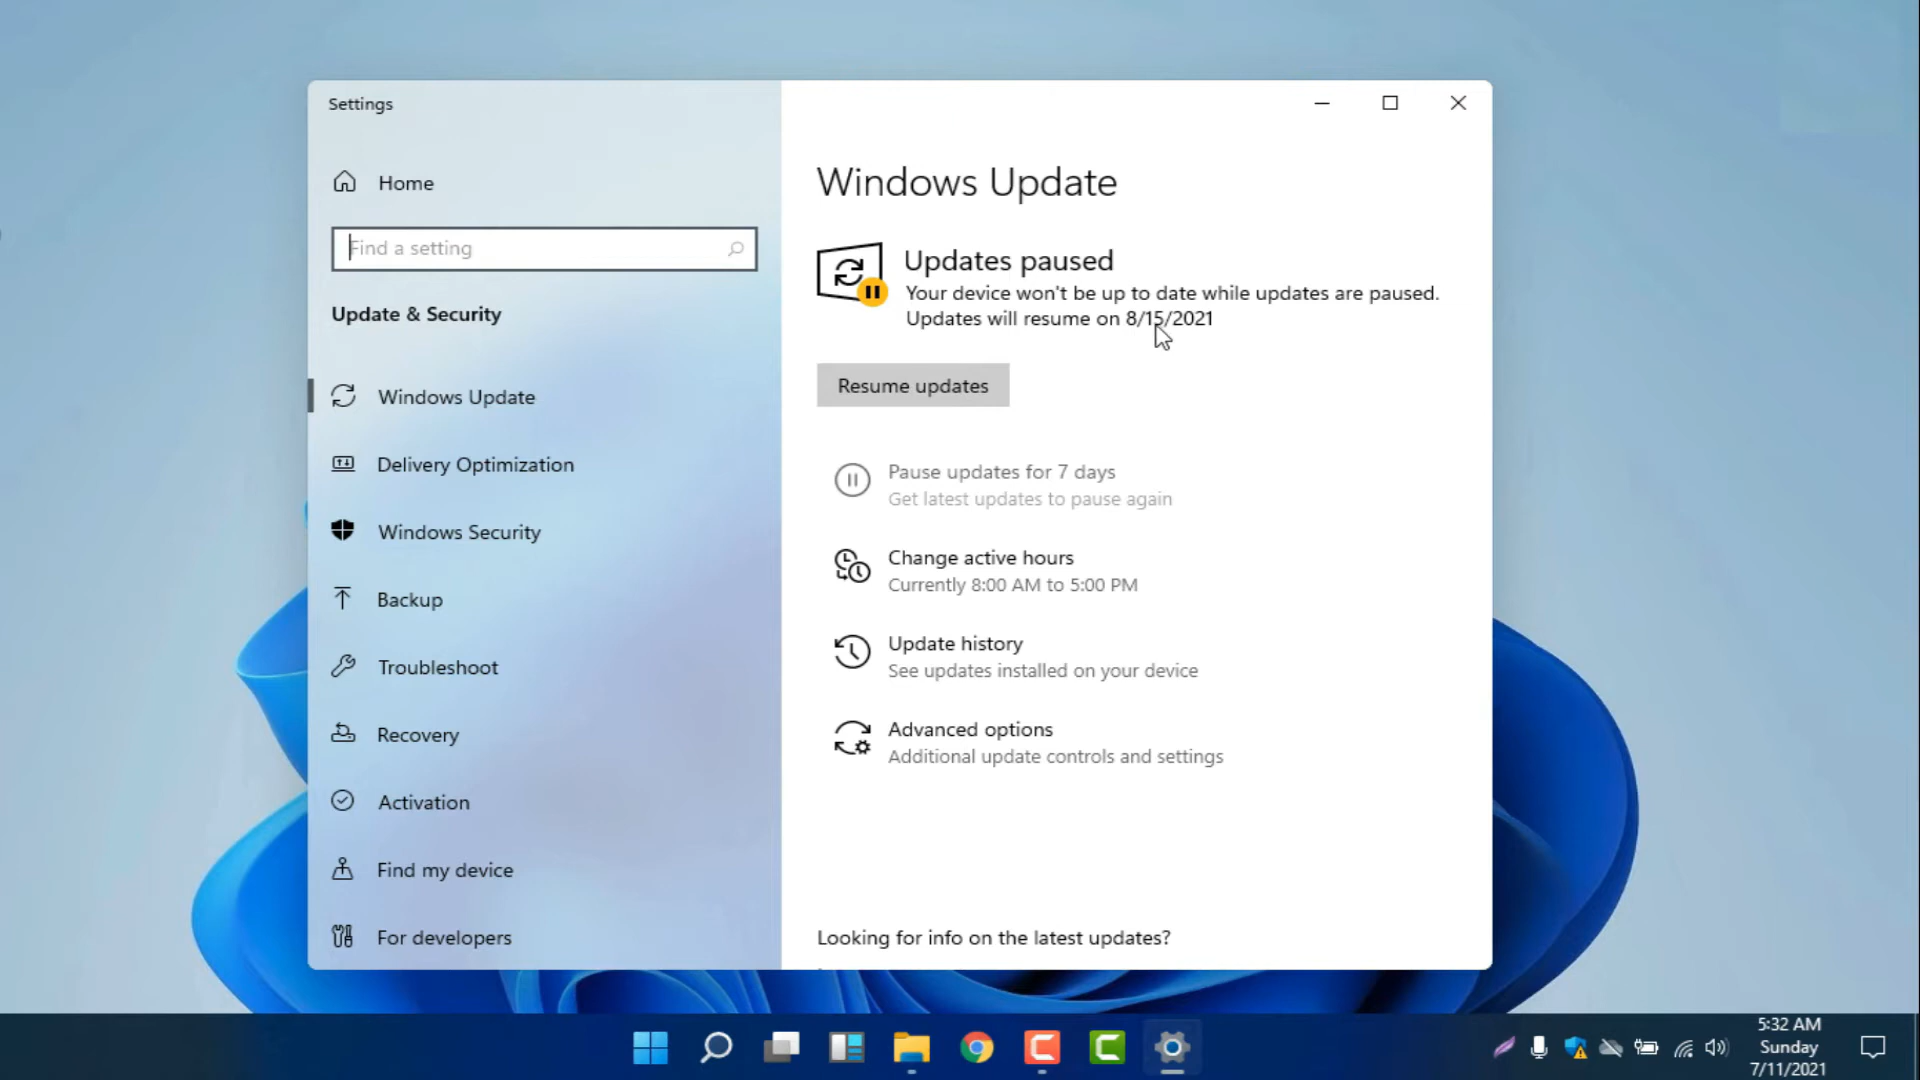 Settings
Home
Find a setting
Update & Security
Windows Update
Delivery Optimization
Windows Security
Backup
Troubleshoot
Recovery
Activation
Find my device
For developers
Windows Update
Updates paused
Your device won't be up to date while updates are paused.
Updates will resume on 8/15/2021
Resume updates
Pause updates for 7 days
Get latest updates to pause again
Change active hours
Currently 8:00 AM to 5:00 PM
Update history
See updates installed on your device
Advanced options
Additional update controls and settings
Looking for info on the latest updates?
5:32 AM
Sunday
7/11/2021